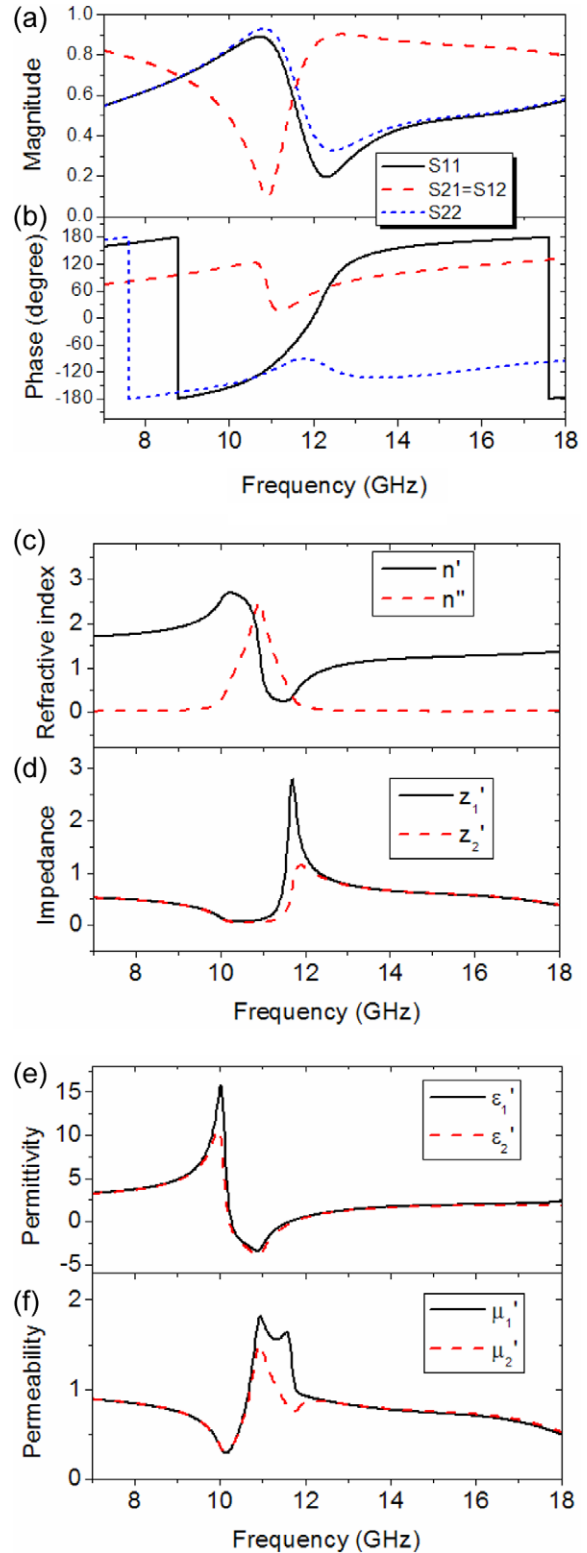 (a)
1.0
0.8
0.6
0.4
0.2
0.0
Magnitude
S11
S21=S12
S22
(b)
180
120
60
0
-60
-120
-180
Phase (degree)
8 10 12 14 16 18
Frequency (GHz)
(c)
3
2
1
0
Refractive index
n'
n"
(d)
3
2
1
0
Impedance
z1'
z2'
8 10 12 14 16 18
Frequency (GHz)
(e)
15
10
5
0
-5
Permittivity
ε1'
ε2'
(f)
2
1
0
Permeability
μ1'
μ2'
8 10 12 14 16 18
Frequency (GHz)